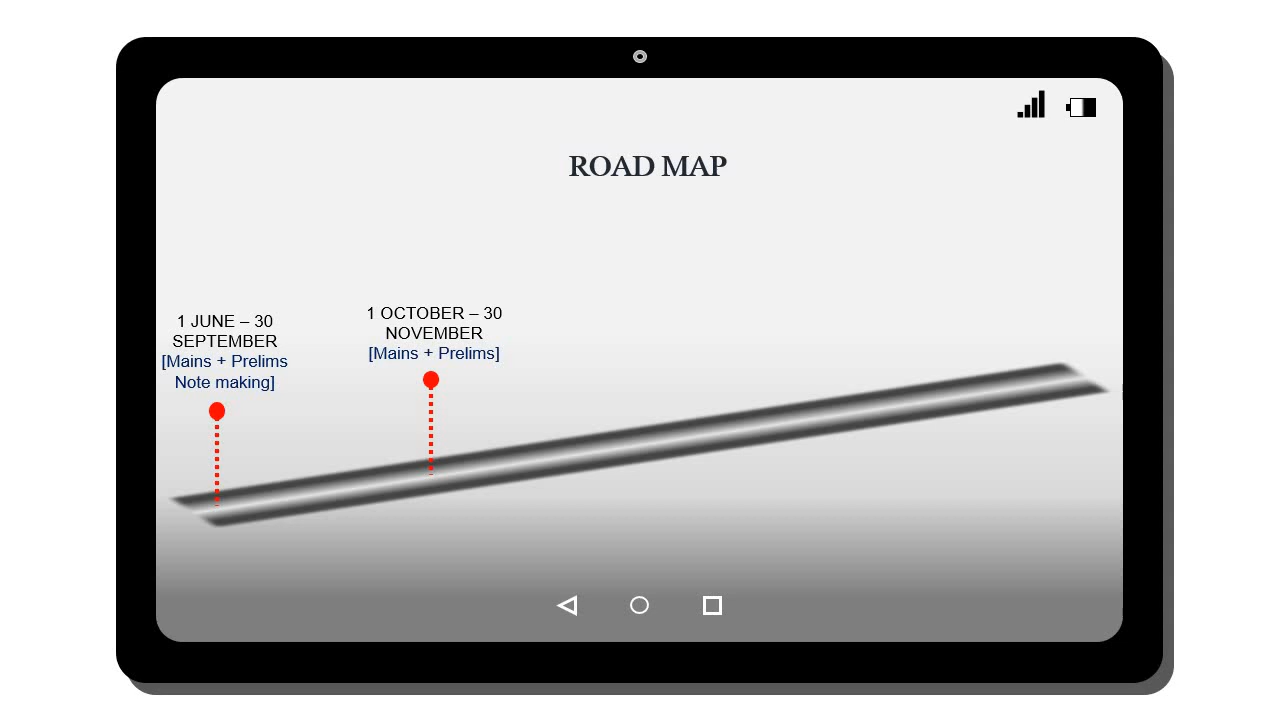 ROAD MAP
1 JUNE – 30
SEPTEMBER
[Mains + Prelims
Note making]
1 OCTOBER – 30
NOVEMBER
[Mains + Prelims]